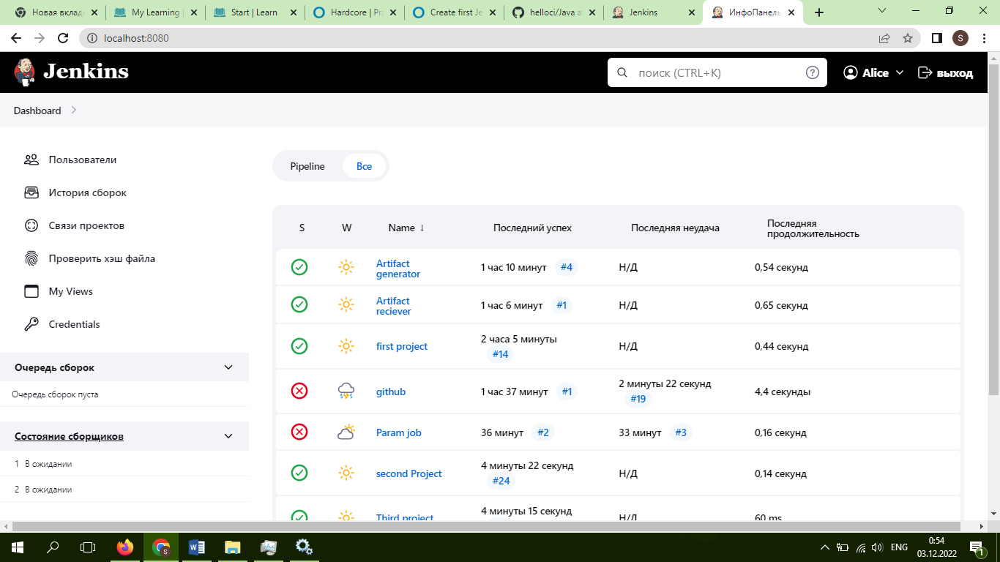 Новая вклад
My Learning
Start | Learn
Hardcore | Pra
Create first Je
helloci/Java a
Jenkins
ИнфоПанель
localhost:8080
S
Jenkins
поиск (CTRL+K)
?
Alice
выход
Dashboard
Пользователи
История сборок
Связи проектов
Проверить хэш файла
My Views
Credentials
Очередь сборок
Очередь сборок пуста
Состояние сборщиков
1 В ожидании
2 В ожидании
Pipeline Все
S W Name ↓ Последний успех Последняя неудача Последняя
продолжительность
Artifact
generator
1 час 10 минут #4 Н/Д 0,54 секунд
Artifact
reciever
1 час 6 минут #1 Н/Д 0,65 секунд
first project
2 часа 5 минуты
#14
Н/Д 0,44 секунд
github
1 час 37 минут #1
2 минуты 22 секунд
#19
4,4 секунды
Param job 36 минут #2 33 минут #3 0,16 секунд
second Project
4 минуты 22 секунд
#24
Н/Д 0,14 секунд
Third project
4 минуты 15 секунд
Н/Д 60 ms
S
ENG
0:54
03.12.2022
1